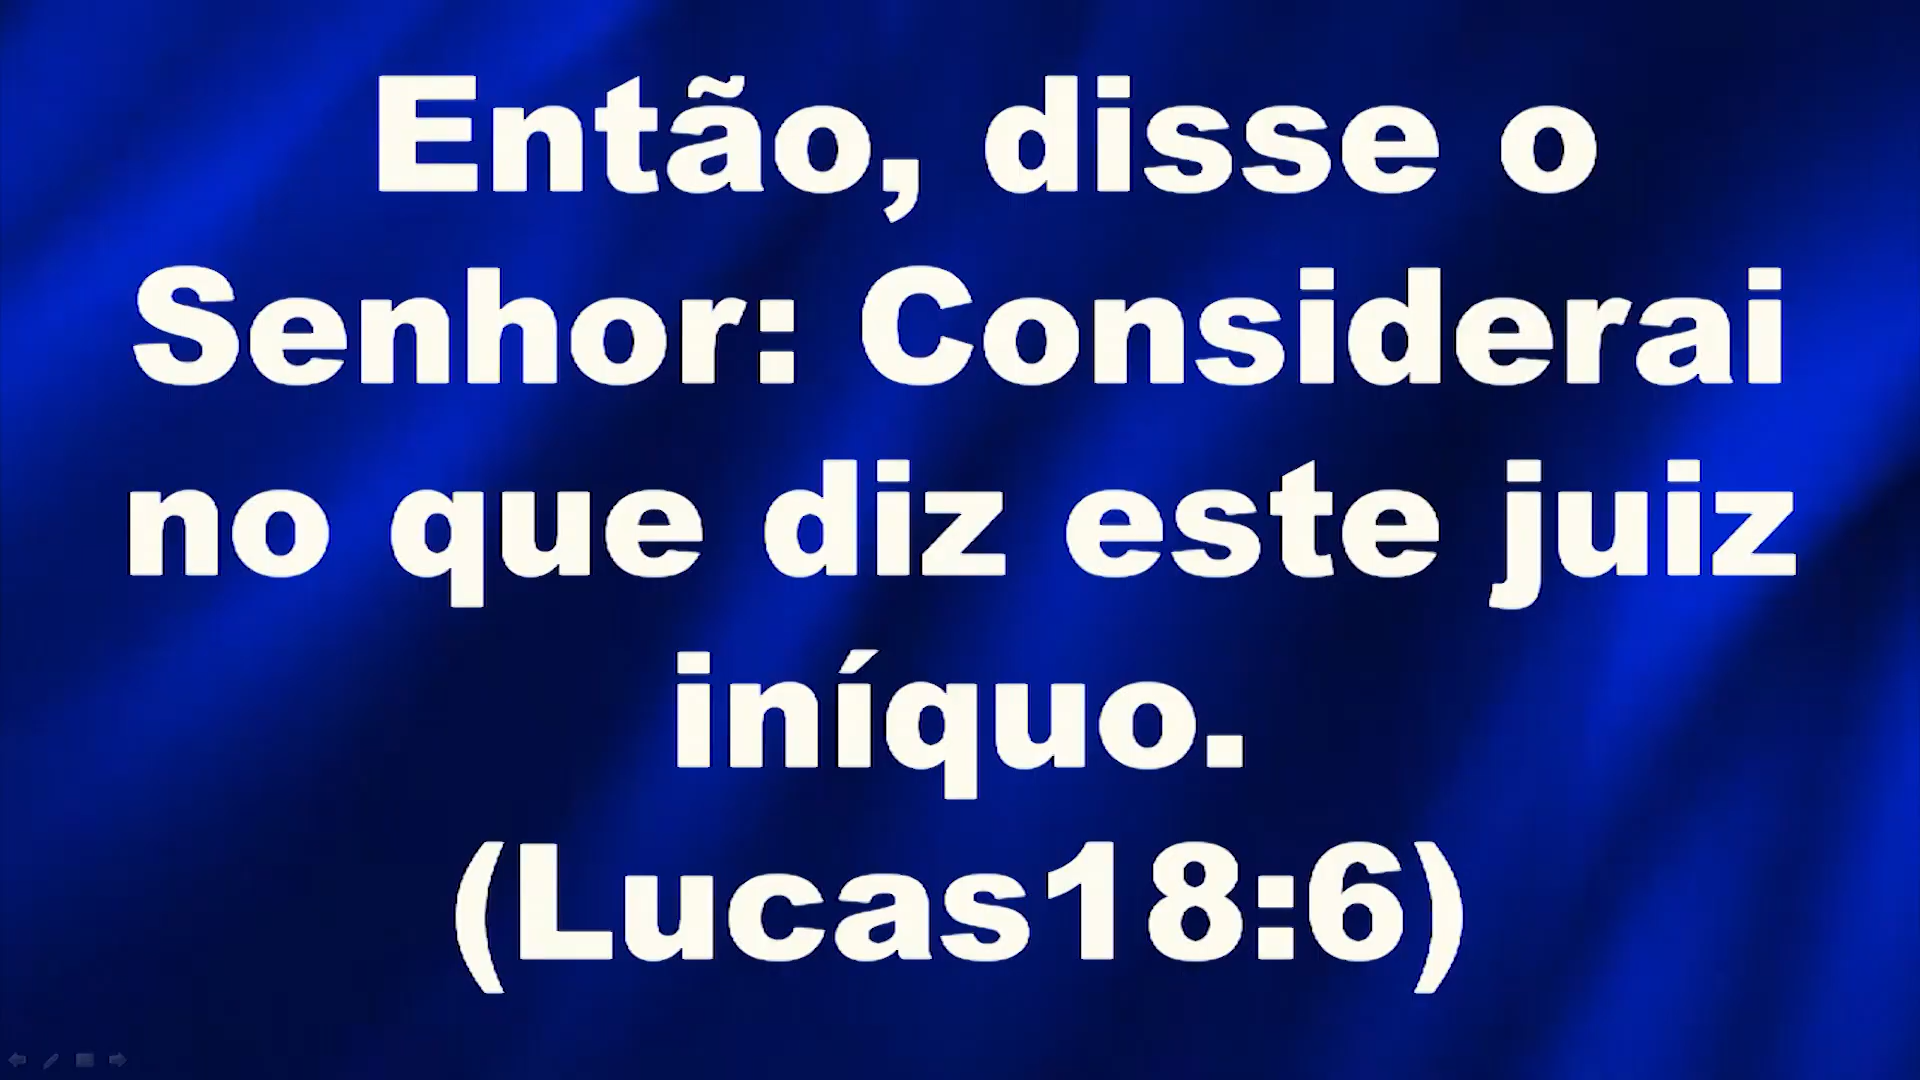 Então, disse o
Senhor: Considerai
no que diz este juiz
iníquo.
(Lucas18:6)